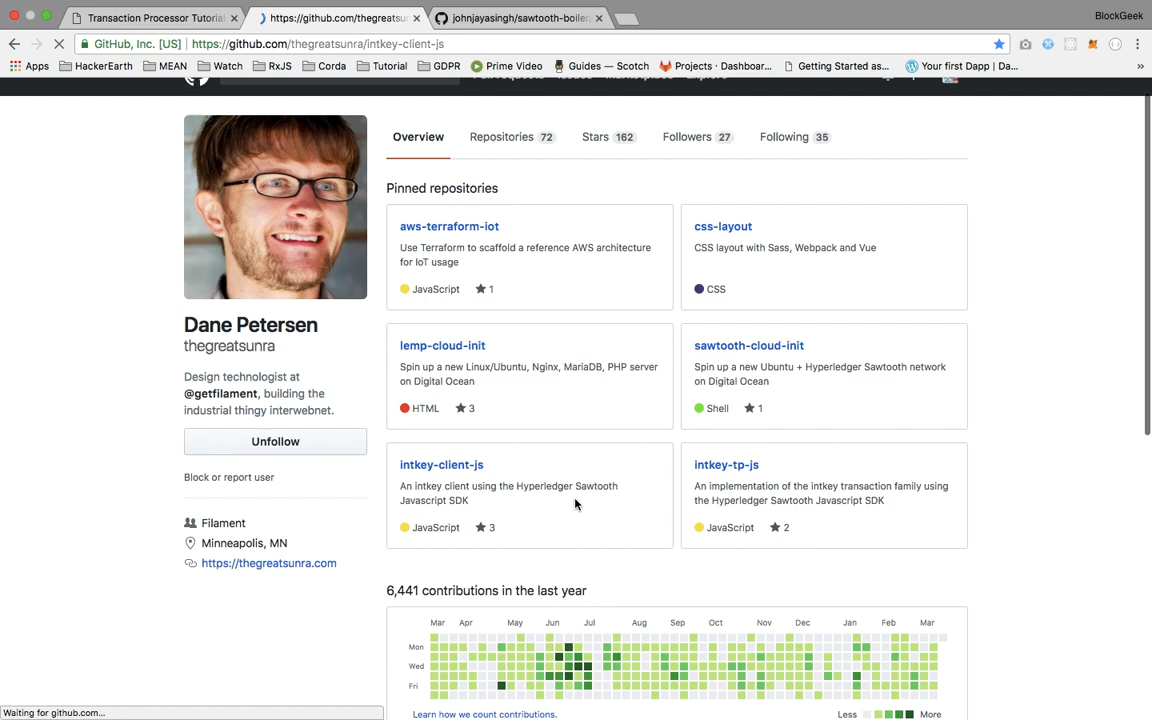 Transaction Processor Tutorial
https://github.com/thegreatsunr
johnjayasingh/sawtooth-boiler
BlockGeek
GitHub, Inc. [US] https://github.com/thegreatsunra/intkey-client-js
Apps HackerEarth MEAN Watch RxJS Corda Tutorial GDPR Prime Video Guides — Scotch Projects · Dashboar... Getting Started as... Your first Dapp | Da... »
Overview Repositories 72 Stars 162 Followers 27 Following 35
Pinned repositories
aws-terraform-iot
Use Terraform to scaffold a reference AWS architecture
for IoT usage
JavaScript ★ 1
css-layout
CSS layout with Sass, Webpack and Vue
CSS
Dane Petersen
thegreatsunra
Design technologist at
@getfilament, building the
industrial thingy interwebnet.
Unfollow
Block or report user
Filament
Minneapolis, MN
https://thegreatsunra.com
lemp-cloud-init
Spin up a new Linux/Ubuntu, Nginx, MariaDB, PHP server
on Digital Ocean
HTML ★ 3
sawtooth-cloud-init
Spin up a new Ubuntu + Hyperledger Sawtooth network
on Digital Ocean
Shell ★ 1
intkey-client-js
An intkey client using the Hyperledger Sawtooth
Javascript SDK
JavaScript ★ 3
intkey-tp-js
An implementation of the intkey transaction family using
the Hyperledger Sawtooth Javascript SDK
JavaScript ★ 2
6,441 contributions in the last year
Mar Apr May Jun Jul Aug Sep Oct Nov Dec Jan Feb Mar
Mon
Wed
Fri
Learn how we count contributions. Less More
Waiting for github.com...